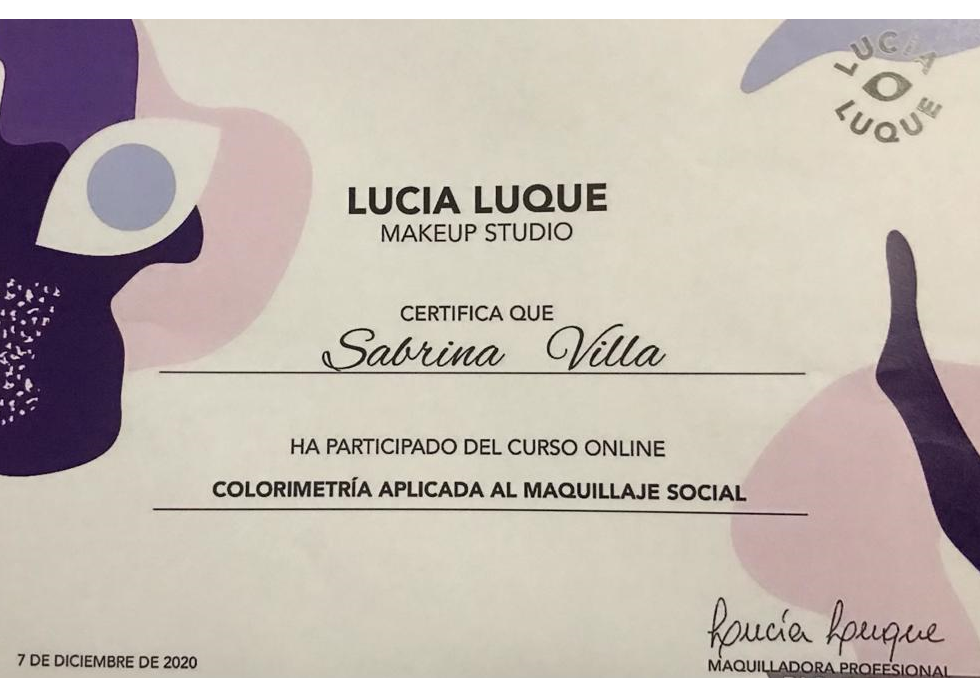 LUCIA
LUQUE
LUCIA LUQUE
MAKEUP STUDIO
CERTIFICA QUE
Sabrina Villa
HA PARTICIPADO DEL CURSO ONLINE
COLORIMETRÍA APLICADA AL MAQUILLAJE SOCIAL
Lucía Luque
7 DE DICIEMBRE DE 2020
MAQUILLADORA PROFESIONAL